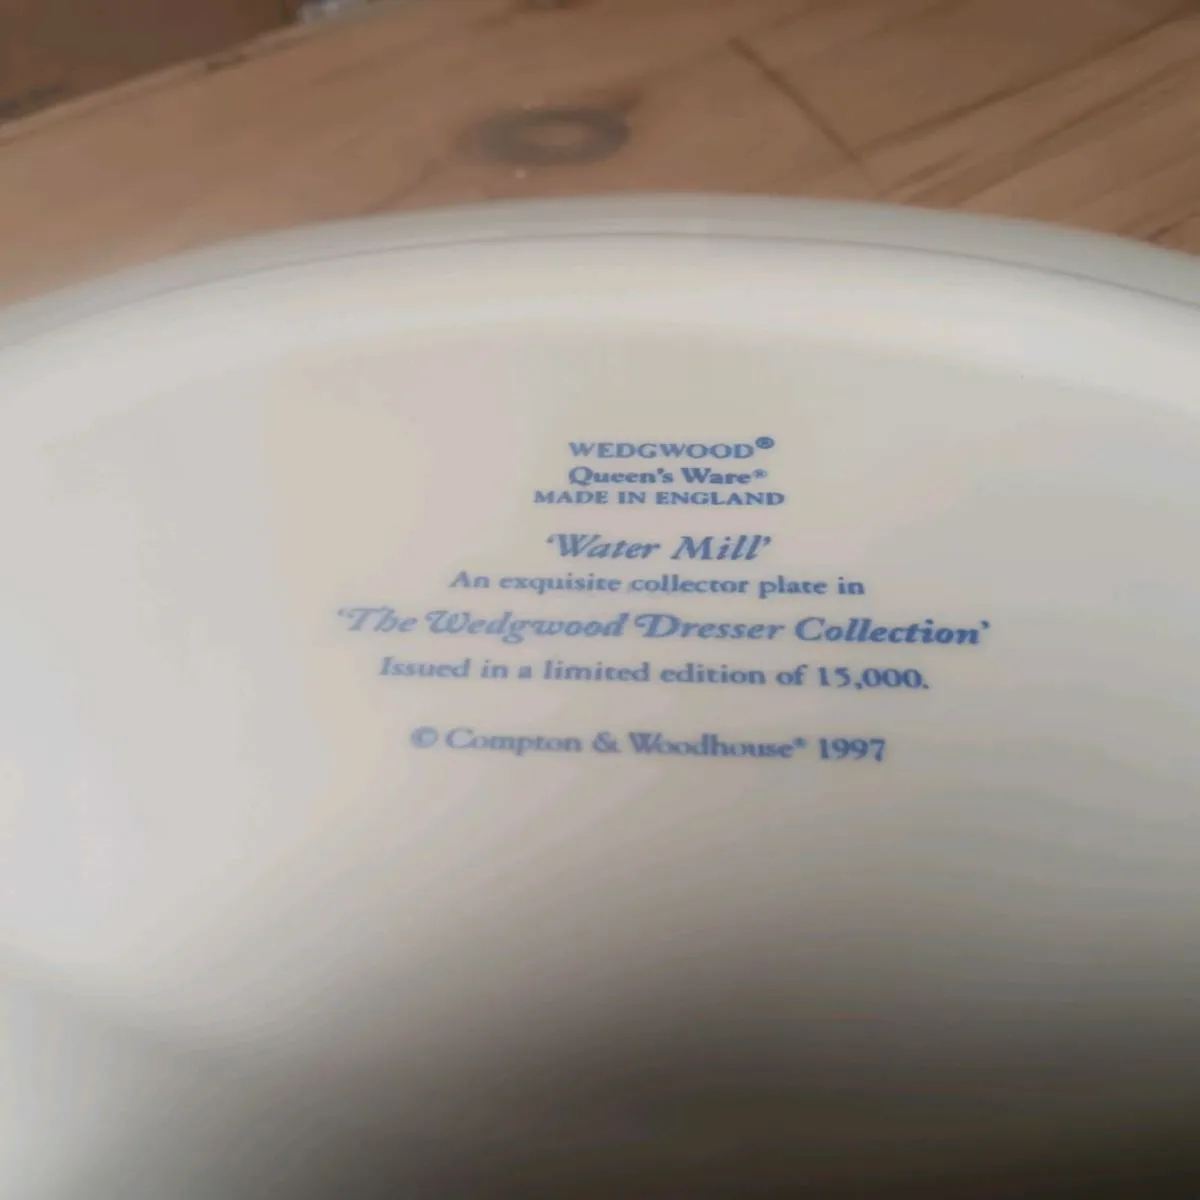 WEDGWOOD®
Queen's Ware®
MADE IN ENGLAND
'Water Mill'
An exquisite collector plate in
'The Wedgwood Dresser Collection'
Issued in a limited edition of 15,000.
© Compton & Woodhouse® 1997